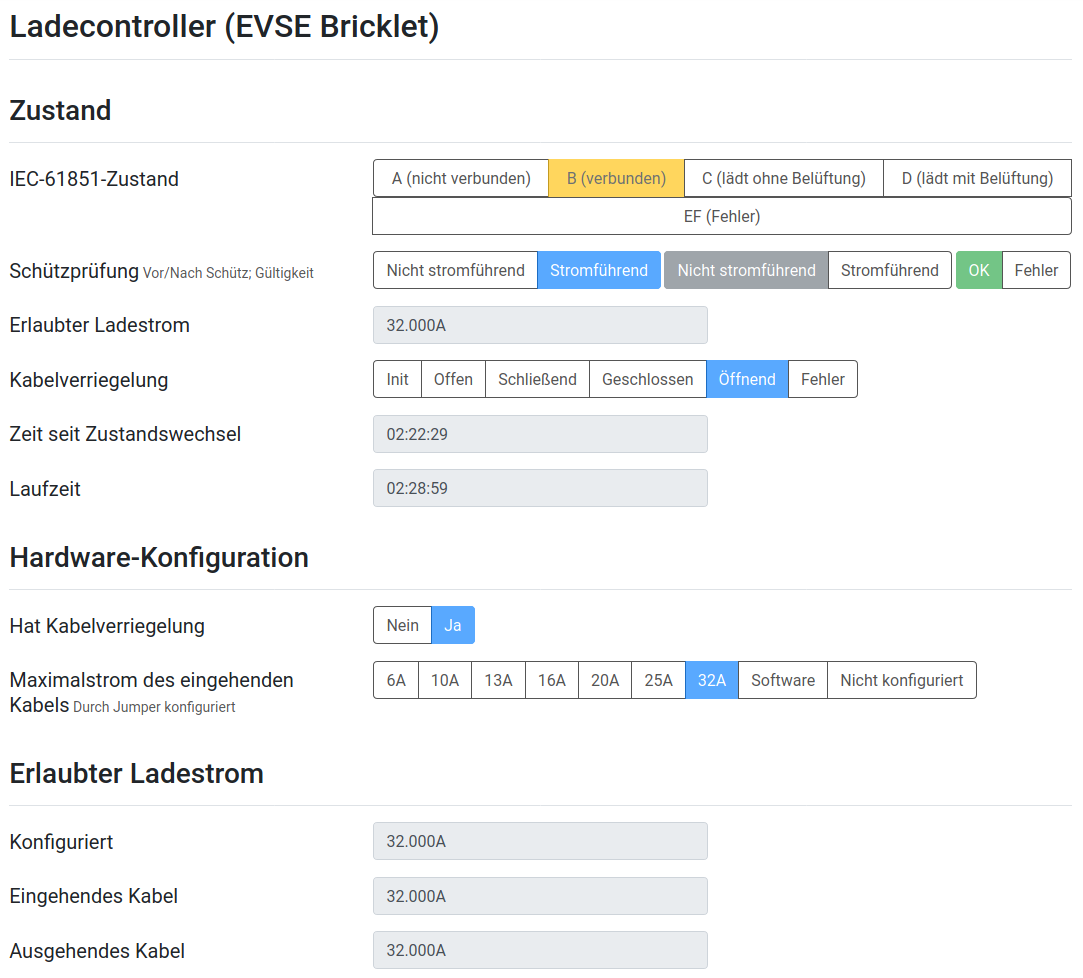 Ladecontroller (EVSE Bricklet)
Zustand
IEC-61851-Zustand A (nicht verbunden) B (verbunden) C (lädt ohne Belüftung) D (lädt mit Belüftung)
EF (Fehler)
Schützprüfung Vor/Nach Schütz; Gültigkeit Nicht stromführend Stromführend Nicht stromführend Stromführend OK Fehler
Erlaubter Ladestrom 32.000A
Kabelverriegelung Init Offen Schließend Geschlossen Öffnend Fehler
Zeit seit Zustandswechsel 02:22:29
Laufzeit 02:28:59
Hardware-Konfiguration
Hat Kabelverriegelung Nein Ja
Maximalstrom des eingehenden 6A 10A 13A 16A 20A 25A 32A Software Nicht konfiguriert
Kabels Durch Jumper konfiguriert
Erlaubter Ladestrom
Konfiguriert 32.000A
Eingehendes Kabel 32.000A
Ausgehendes Kabel 32.000A